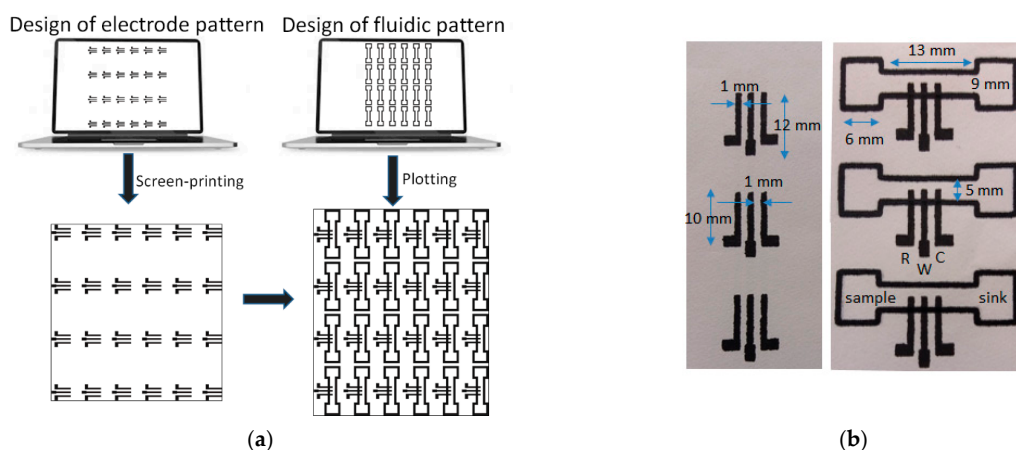 Design of electrode pattern
Design of fluidic pattern
Screen-printing
Plotting
(a)
1 mm
12 mm
1 mm
10 mm
13 mm
9 mm
6 mm
5 mm
R
W
C
sample
sink
(b)